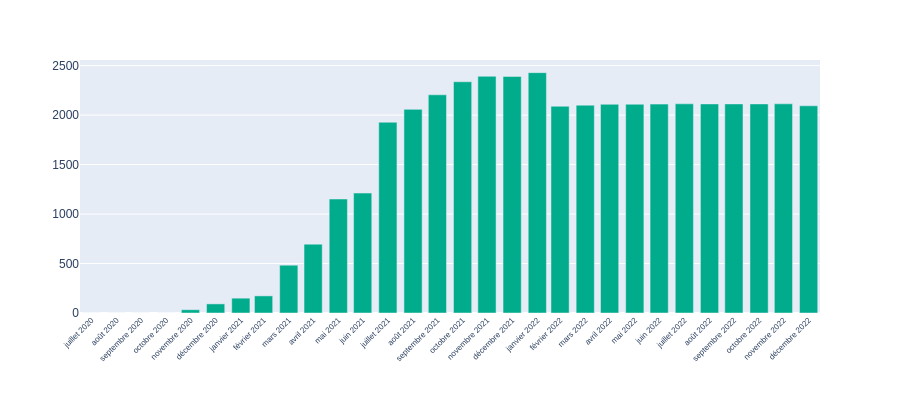 2500
2000
1500
1000
500
0
juillet 2020
août 2020
septembre 2020
octobre 2020
novembre 2020
décembre 2020
janvier 2021
février 2021
mars 2021
avril 2021
mai 2021
juin 2021
juillet 2021
août 2021
septembre 2021
octobre 2021
novembre 2021
décembre 2021
janvier 2022
février 2022
mars 2022
avril 2022
mai 2022
juin 2022
juillet 2022
août 2022
septembre 2022
octobre 2022
novembre 2022
décembre 2022